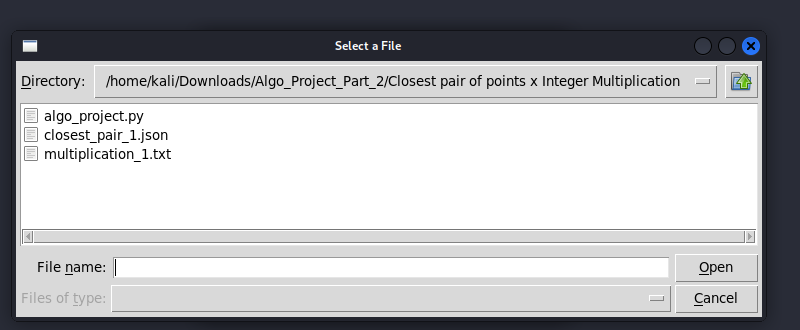 Select a File
Directory: /home/kali/Downloads/Algo_Project_Part_2/Closest pair of points x Integer Multiplication
algo_project.py
closest_pair_1.json
multiplication_1.txt
File name: Open
Files of type: Cancel